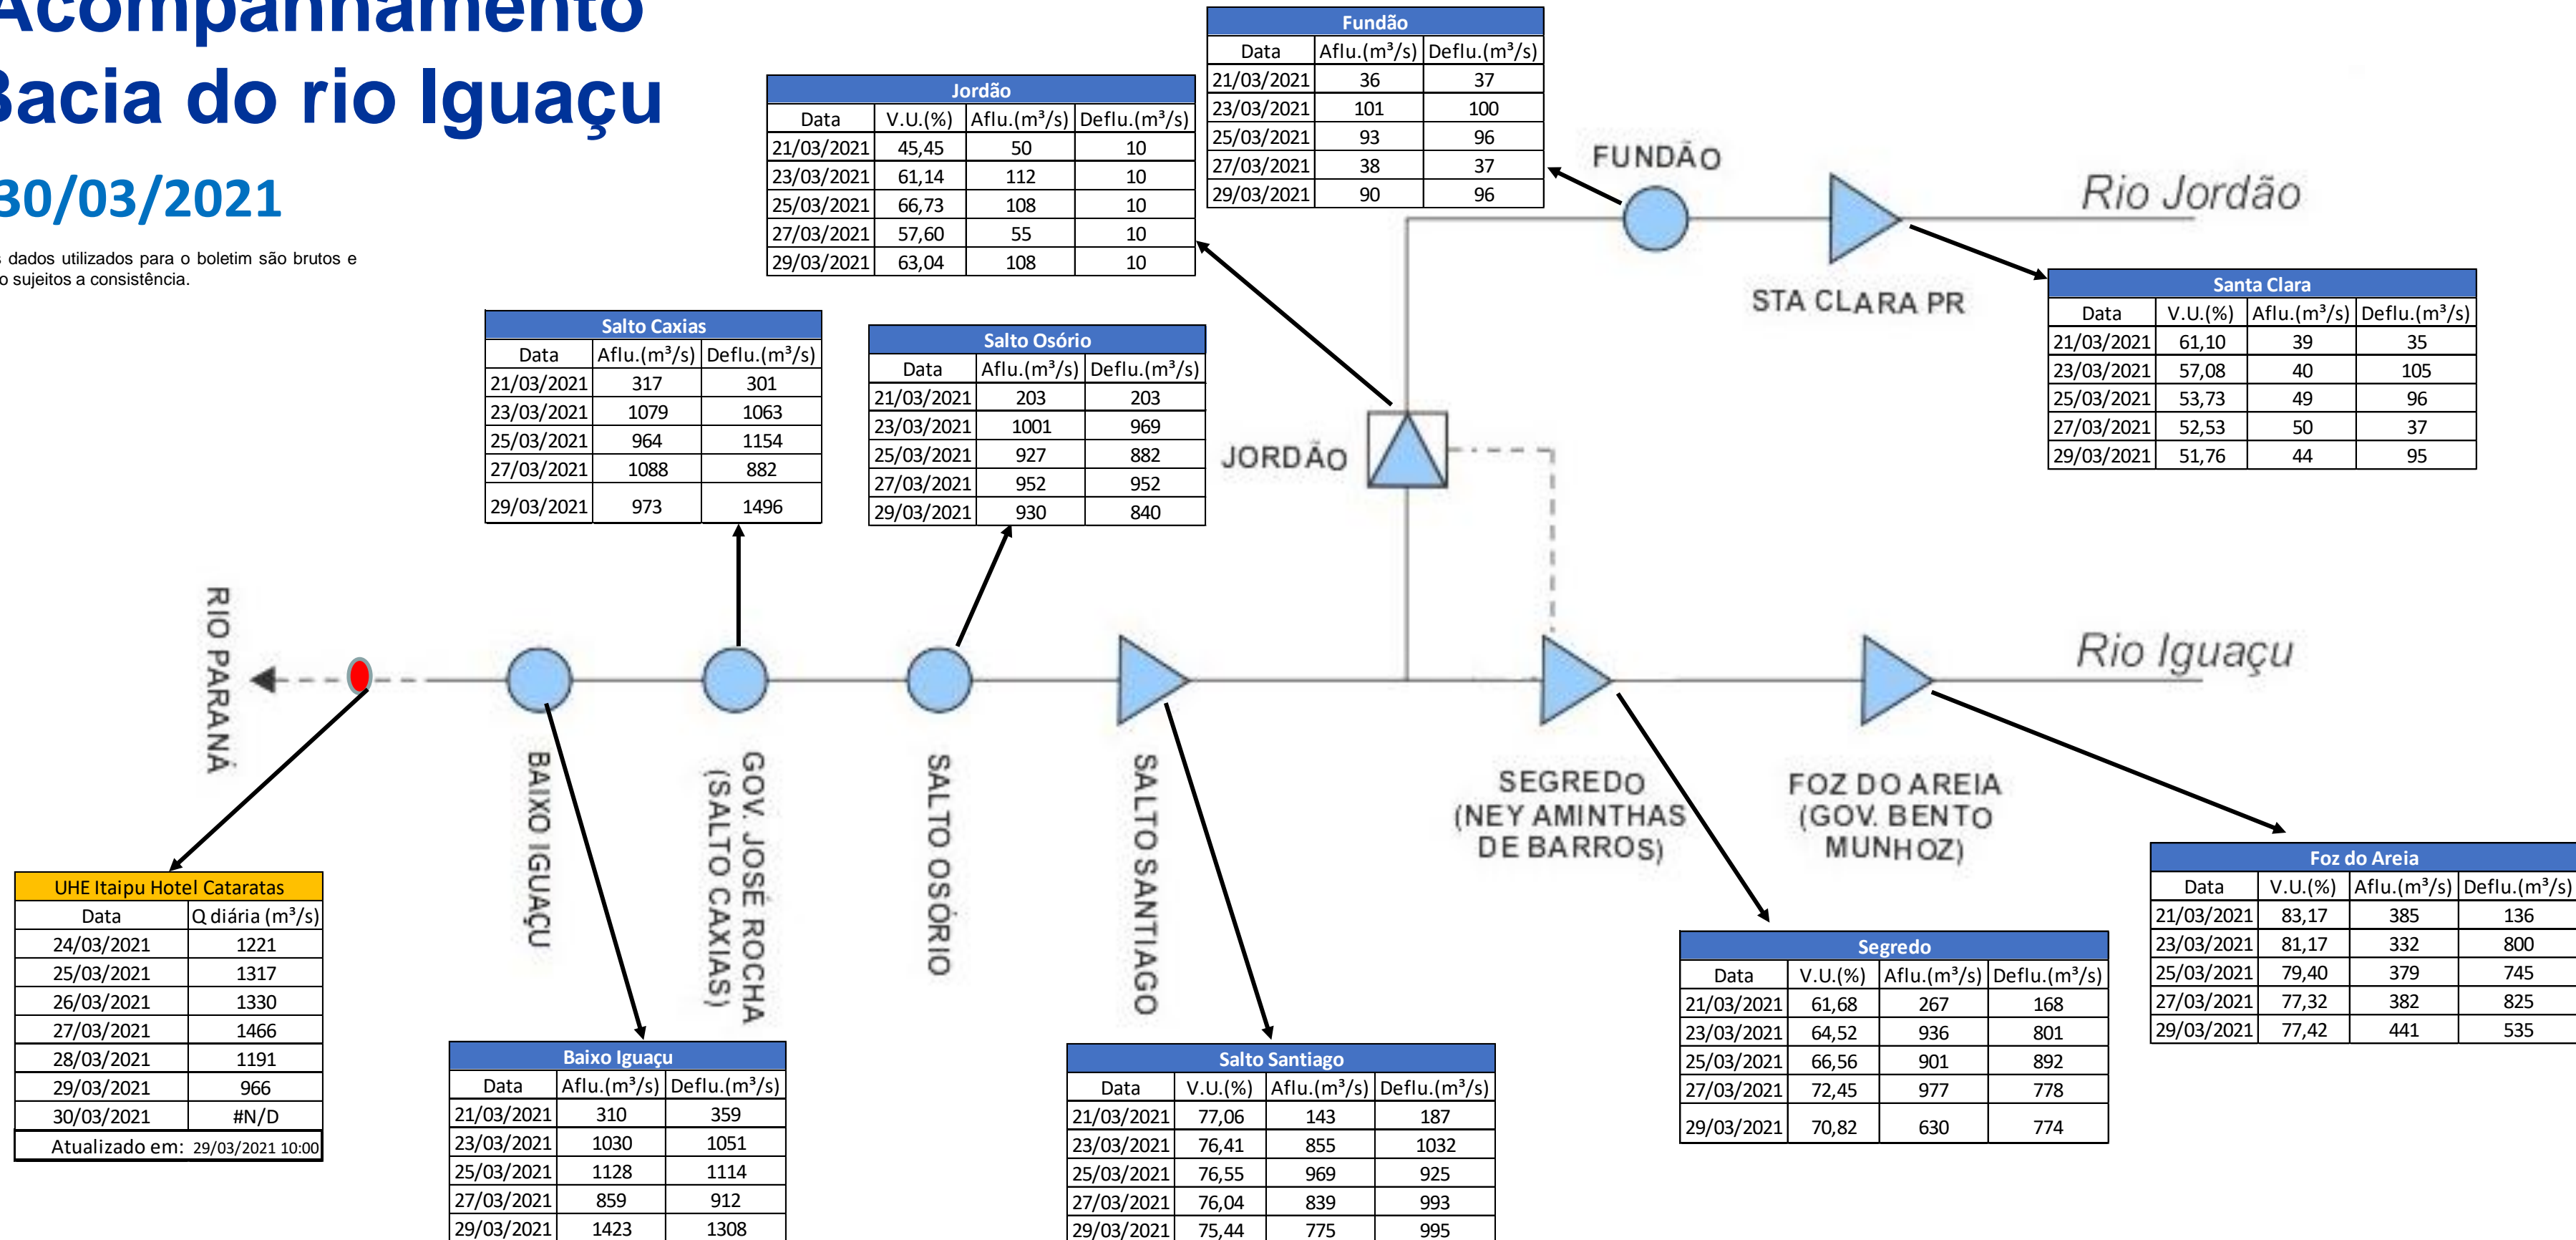 Acompanhamento
Bacia do rio Iguaçu
30/03/2021
s dados utilizados para o boletim são brutos e
o sujeitos a consistência.
Fundão
Data Aflu.(m³/s) Deflu.(m³/s)
21/03/2021 36 37
23/03/2021 101 100
25/03/2021 93 96
27/03/2021 38 37
29/03/2021 90 96
Jordão
Data V.U.(%) Aflu.(m³/s) Deflu.(m³/s)
21/03/2021 45,45 50 10
23/03/2021 61,14 112 10
25/03/2021 66,73 108 10
27/03/2021 57,60 55 10
29/03/2021 63,04 108 10
FUNDÃO
Rio Jordão
STA CLARA PR
Santa Clara
Data V.U.(%) Aflu.(m³/s) Deflu.(m³/s)
21/03/2021 61,10 39 35
23/03/2021 57,08 40 105
25/03/2021 53,73 49 96
27/03/2021 52,53 50 37
29/03/2021 51,76 44 95
Salto Caxias
Data Aflu.(m³/s) Deflu.(m³/s)
21/03/2021 317 301
23/03/2021 1079 1063
25/03/2021 964 1154
27/03/2021 1088 882
29/03/2021 973 1496
Salto Osório
Data Aflu.(m³/s) Deflu.(m³/s)
21/03/2021 203 203
23/03/2021 1001 969
25/03/2021 927 882
27/03/2021 952 952
29/03/2021 930 840
JORDÃO
RIO PARANÁ
Rio Iguaçu
BAIXO IGUAÇU
GOV. JOSÉ ROCHA
(SALTO CAXIAS)
SALTO OSÓRIO
SALTO SANTIAGO
SEGREDO
(NEY AMINTHAS
DE BARROS)
FOZ DO AREIA
(GOV. BENTO
MUNHOZ)
UHE Itaipu Hotel Cataratas
Data Q diária (m³/s)
24/03/2021 1221
25/03/2021 1317
26/03/2021 1330
27/03/2021 1466
28/03/2021 1191
29/03/2021 966
30/03/2021 #N/D
Atualizado em: 29/03/2021 10:00
Baixo Iguaçu
Data Aflu.(m³/s) Deflu.(m³/s)
21/03/2021 310 359
23/03/2021 1030 1051
25/03/2021 1128 1114
27/03/2021 859 912
29/03/2021 1423 1308
Salto Santiago
Data V.U.(%) Aflu.(m³/s) Deflu.(m³/s)
21/03/2021 77,06 143 187
23/03/2021 76,41 855 1032
25/03/2021 76,55 969 925
27/03/2021 76,04 839 993
29/03/2021 75,44 775 995
Segredo
Data V.U.(%) Aflu.(m³/s) Deflu.(m³/s)
21/03/2021 61,68 267 168
23/03/2021 64,52 936 801
25/03/2021 66,56 901 892
27/03/2021 72,45 977 778
29/03/2021 70,82 630 774
Foz do Areia
Data V.U.(%) Aflu.(m³/s) Deflu.(m³/s)
21/03/2021 83,17 385 136
23/03/2021 81,17 332 800
25/03/2021 79,40 379 745
27/03/2021 77,32 382 825
29/03/2021 77,42 441 535